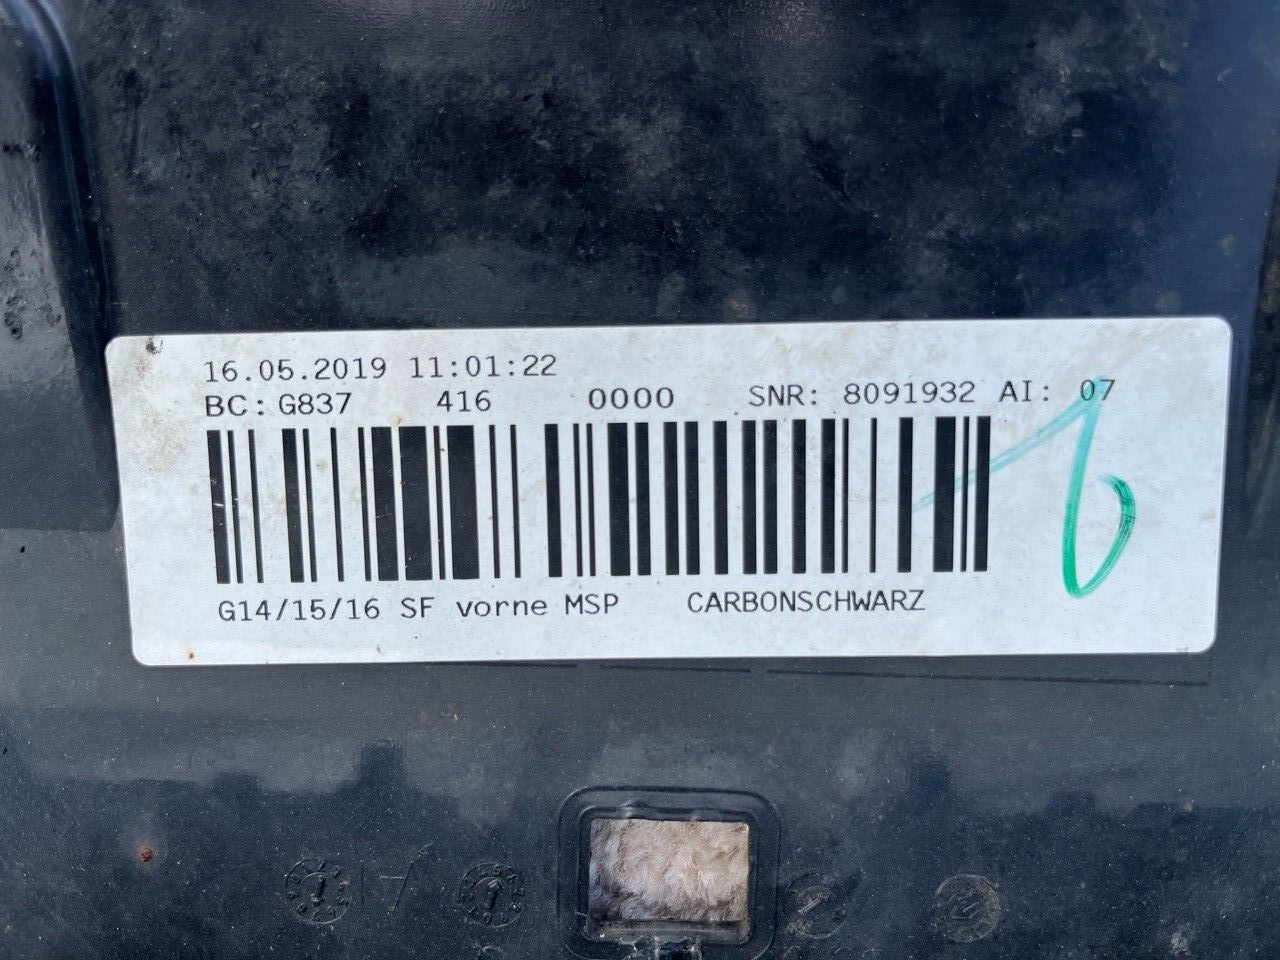 16.05.2019 11:01:22
BC: G837 416 0000 SNR: 8091932 AI: 07
G14/15/16 SF vorne MSP CARBONSCHWARZ